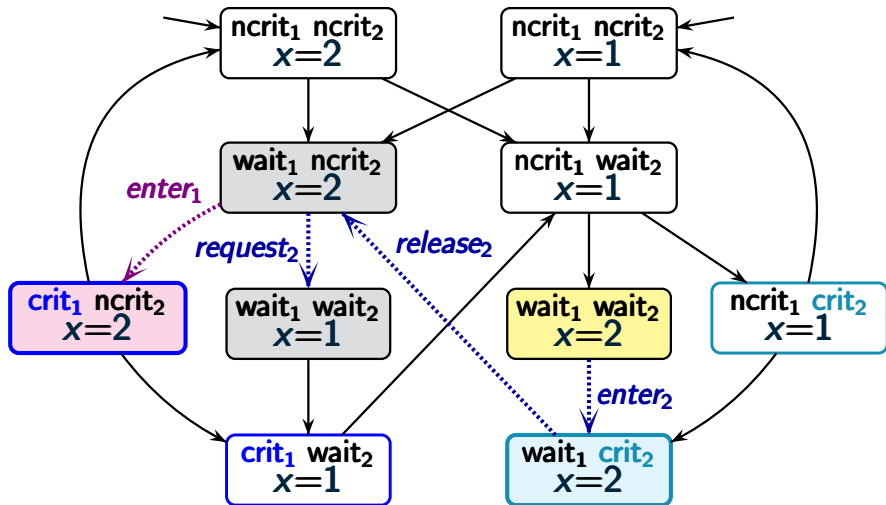 ncrit₁ ncrit₂
x=2
ncrit₁ ncrit₂
x=1
wait₁ ncrit₂
x=2
ncrit₁ wait₂
x=1
enter₁
request₂
release₂
crit₁ ncrit₂
x=2
wait₁ wait₂
x=1
wait₁ wait₂
x=2
ncrit₁ crit₂
x=1
enter₂
crit₁ wait₂
x=1
wait₁ crit₂
x=2